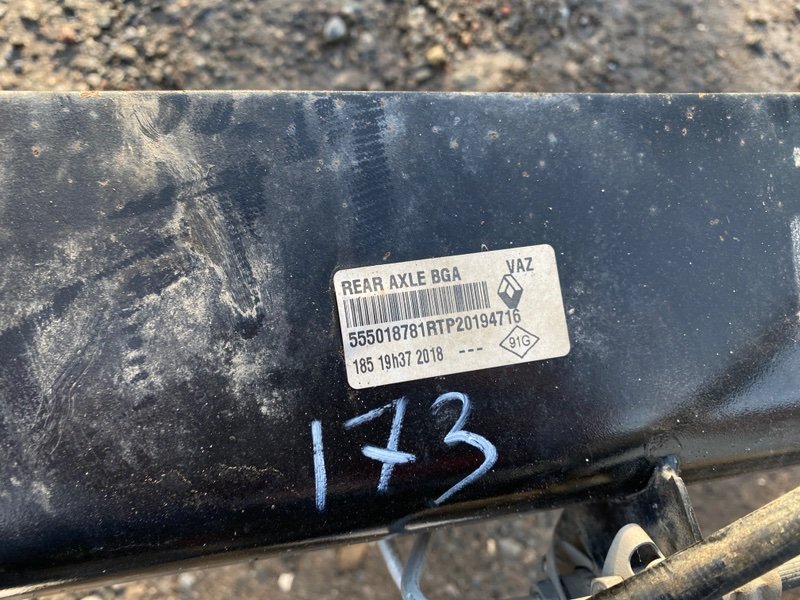 REAR AXLE BGA VAZ
555018781RTP20194716
185 19h37 2018 --- 91G
173